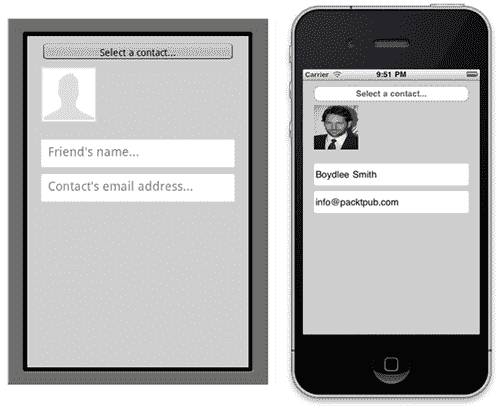 Select a contact...
Friend's name...
Contact's email address...
Carrier 9:51 PM
Select a contact...
Boydlee Smith
info@packtpub.com